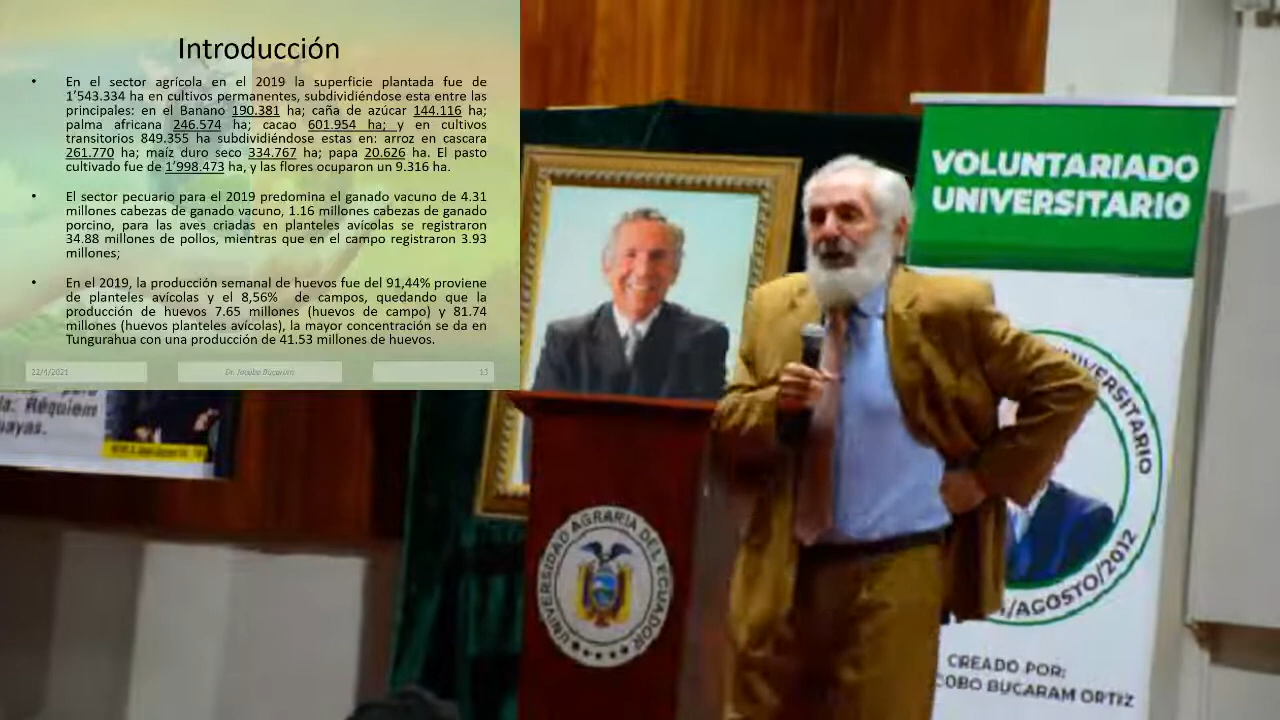 Introducción
• En el sector agrícola en el 2019 la superficie plantada fue de
1'543.334 ha en cultivos permanentes, subdividiéndose esta entre las
principales: en el Banano 190.381 ha; caña de azúcar 144.116 ha;
palma africana 246.574 ha; cacao 601.954 ha; y en cultivos
transitorios 849.355 ha subdividiéndose estas en: arroz en cascara
261.770 ha; maíz duro seco 334.767 ha; papa 20.626 ha. El pasto
cultivado fue de 1'998.473 ha, y las flores ocuparon un 9.316 ha.
• El sector pecuario para el 2019 predomina el ganado vacuno de 4.31
millones cabezas de ganado vacuno, 1.16 millones cabezas de ganado
porcino, para las aves criadas en planteles avícolas se registraron
34.88 millones de pollos, mientras que en el campo registraron 3.93
millones;
• En el 2019, la producción semanal de huevos fue del 91,44% proviene
de planteles avícolas y el 8,56% de campos, quedando que la
producción de huevos 7.65 millones (huevos de campo) y 81.74
millones (huevos planteles avícolas), la mayor concentración se da en
Tungurahua con una producción de 41.53 millones de huevos.
22/4/2021
Dr. Jacobo Bucaram
13
la. Réquiem
uayas.
VOLUNTARIADO
UNIVERSITARIO
UNIVERSIDAD AGRARIA DEL ECUADOR
IVERSITARIO
/AGOSTO/2012
CREADO POR:
COBO BUCARAM ORTIZ